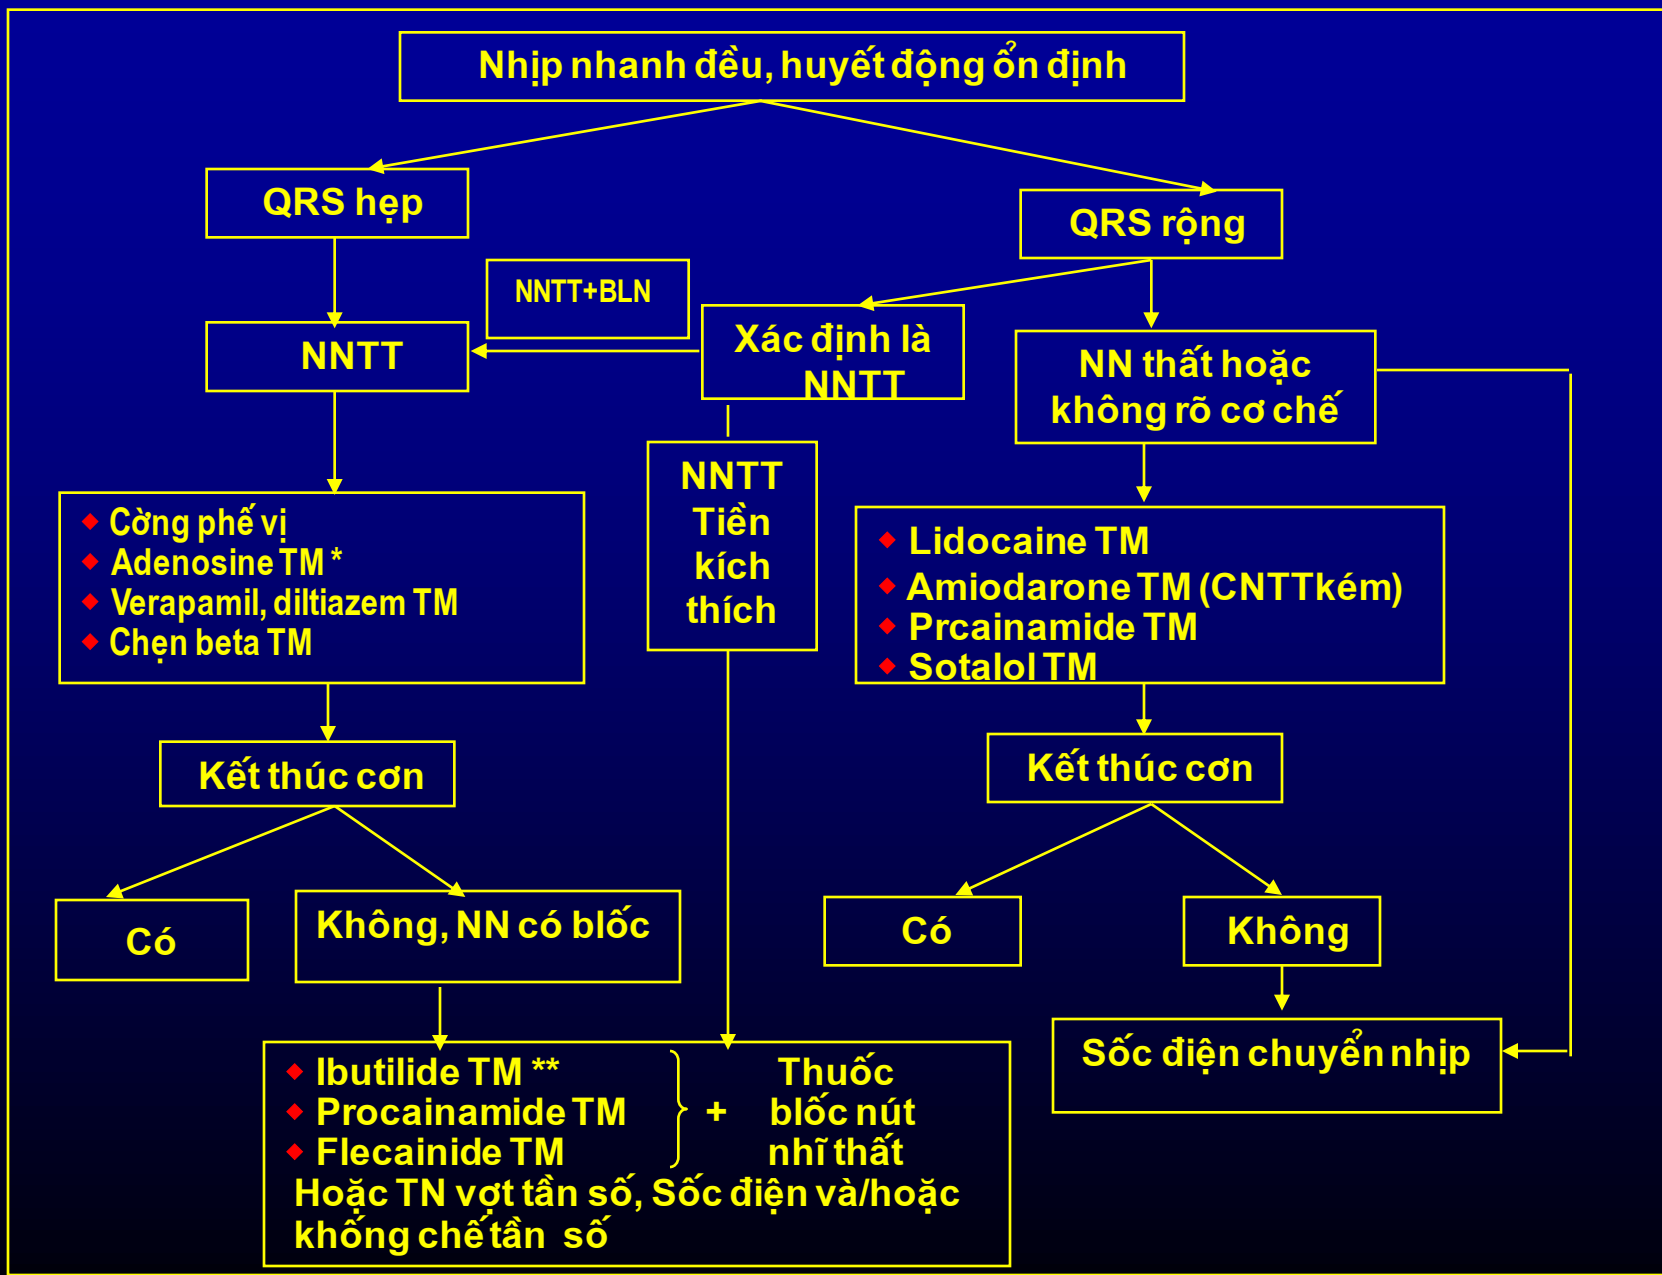 Nhịp nhanh đều, huyết động ổn định
QRS hẹp
QRS rộng
NNTT+BLN
NNTT
Xác định là
NNTT
NN thất hoặc
không rõ cơ chế
NNTT
Tiền
kích
thích
Cờng phế vị
Adenosine TM *
Verapamil, diltiazem TM
Chẹn beta TM
Lidocaine TM
Amiodarone TM (CNTTkém)
Prcainamide TM
Sotalol TM
Kết thúc cơn
Kết thúc cơn
Có
Không, NN có blốc
Có
Không
Ibutilide TM **
Procainamide TM
Flecainide TM
+
Thuốc
blốc nút
nhĩ thất
Hoặc TN vợt tần số, Sốc điện và/hoặc
khống chế tần số
Sốc điện chuyển nhịp